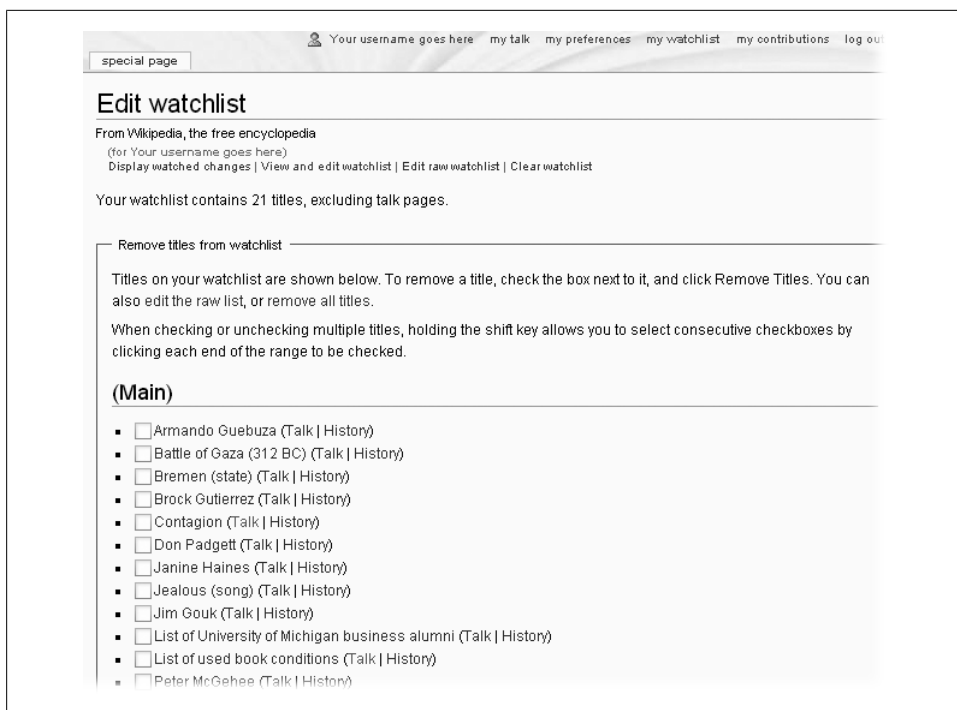 Your username goes here my talk my preferences my watchlist my contributions log out
special page
Edit watchlist
From Wikipedia, the free encyclopedia
(for Your username goes here)
Display watched changes | View and edit watchlist | Edit raw watchlist | Clear watchlist
Your watchlist contains 21 titles, excluding talk pages.
Remove titles from watchlist
Titles on your watchlist are shown below. To remove a title, check the box next to it, and click Remove Titles. You can
also edit the raw list, or remove all titles.
When checking or unchecking multiple titles, holding the shift key allows you to select consecutive checkboxes by
clicking each end of the range to be checked.
(Main)
Armando Guebuza (Talk | History)
Battle of Gaza (312 BC) (Talk | History)
Bremen (state) (Talk | History)
Brock Gutierrez (Talk | History)
Contagion (Talk | History)
Don Padgett (Talk | History)
Janine Haines (Talk | History)
Jealous (song) (Talk | History)
Jim Gouk (Talk | History)
List of University of Michigan business alumni (Talk | History)
List of used book conditions (Talk | History)
Peter McGehee (Talk | History)